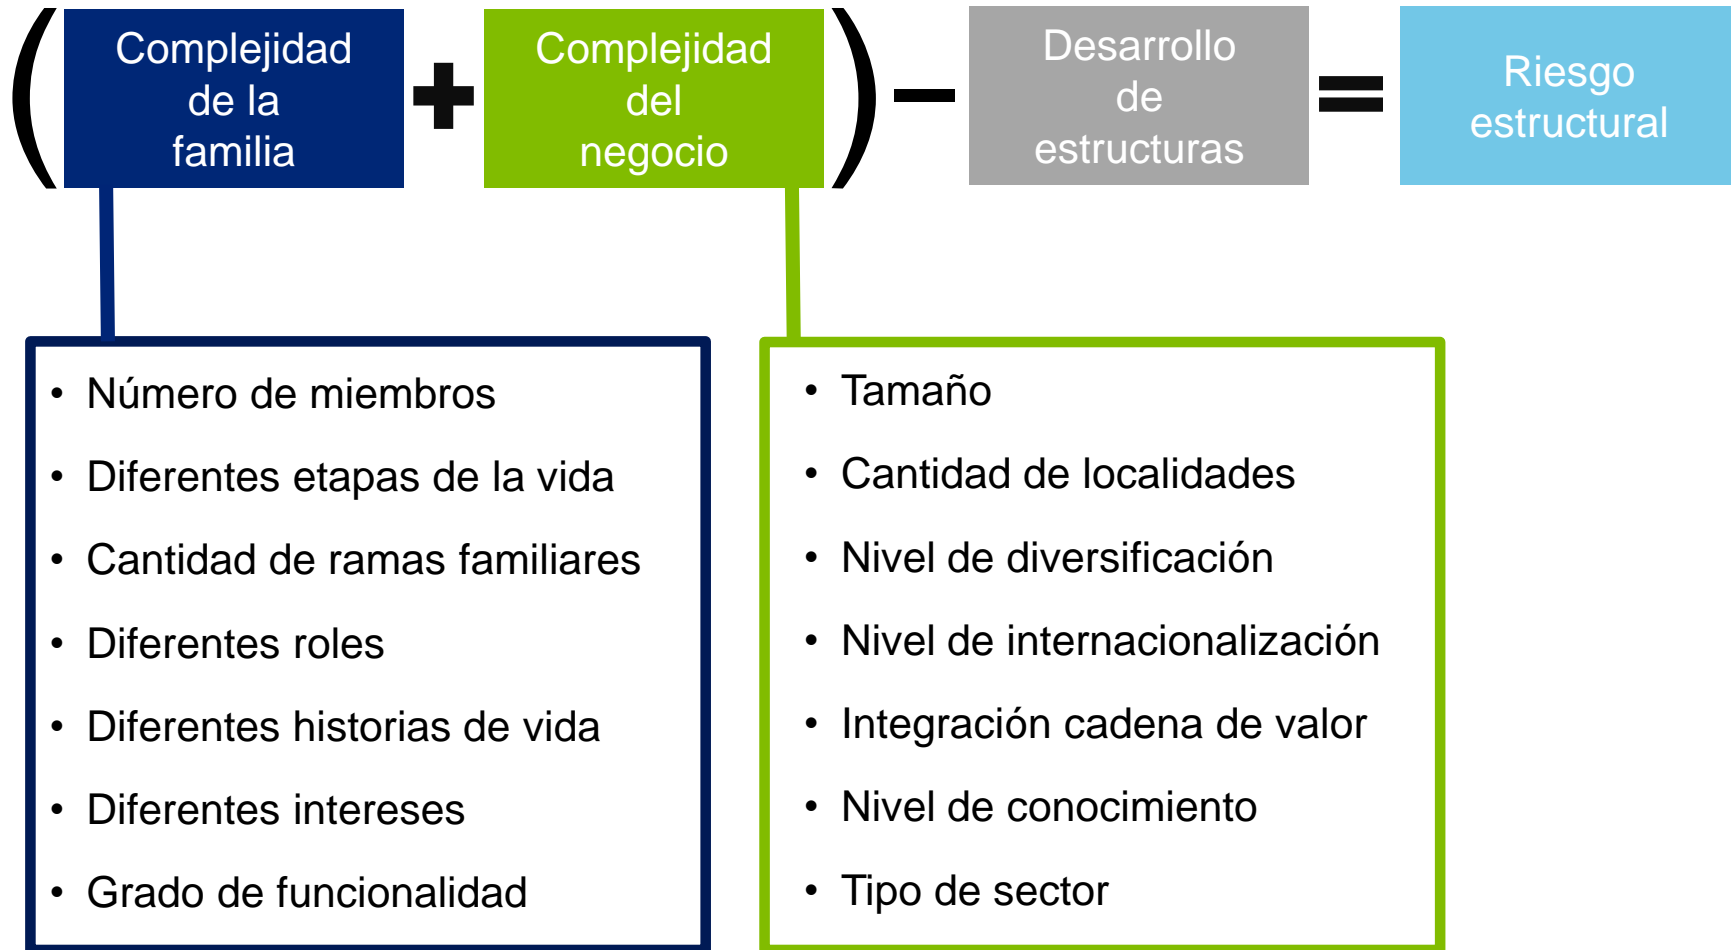 ( Complejidad
de la
familia
+
Complejidad
del
negocio )
−
Desarrollo
de
estructuras
=
Riesgo
estructural
• Número de miembros
• Diferentes etapas de la vida
• Cantidad de ramas familiares
• Diferentes roles
• Diferentes historias de vida
• Diferentes intereses
• Grado de funcionalidad
• Tamaño
• Cantidad de localidades
• Nivel de diversificación
• Nivel de internacionalización
• Integración cadena de valor
• Nivel de conocimiento
• Tipo de sector